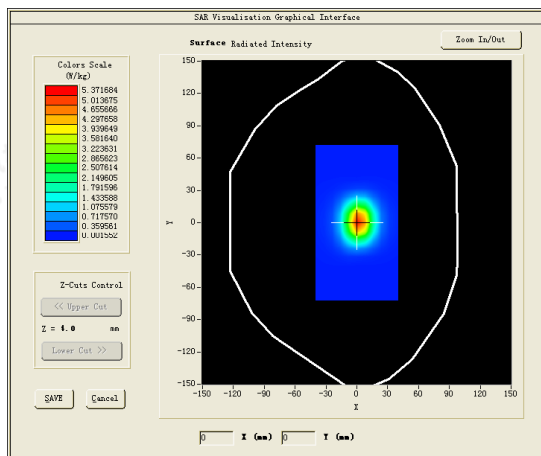 SAR Visualisation Graphical Interface
Surface Radiated Intensity
Zoom In/Out
Colors Scale
(W/kg)
5.371684
5.013675
4.655666
4.297658
3.939649
3.581640
3.223631
2.865623
2.507614
2.149605
1.791596
1.433588
1.075579
0.717570
0.359561
0.001552
Z-Cuts Control
<< Upper Cut
Z = 4.0 mm
Lower Cut >>
SAVE
Cancel
Y
150
120
90
60
30
0
-30
-60
-90
-120
-150
-150 -120 -90 -60 -30 0 30 60 90 120 150
X
0 X (mm) 0 Y (mm)